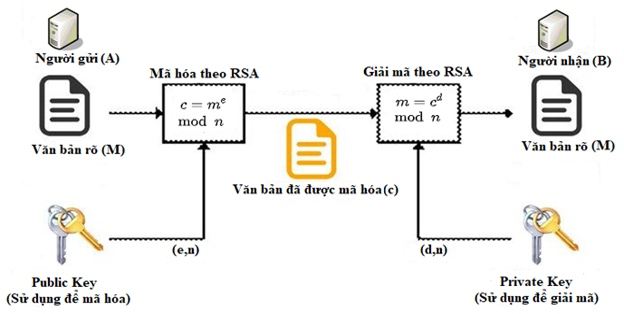 Người gửi (A)
Người nhận (B)
Mã hóa theo RSA
Giải mã theo RSA
c = mᵉ
mod n
m = cᵈ
mod n
Văn bản rõ (M)
Văn bản rõ (M)
Văn bản đã được mã hóa (c)
(e,n)
(d,n)
Public Key
(Sử dụng để mã hóa)
Private Key
(Sử dụng để giải mã)